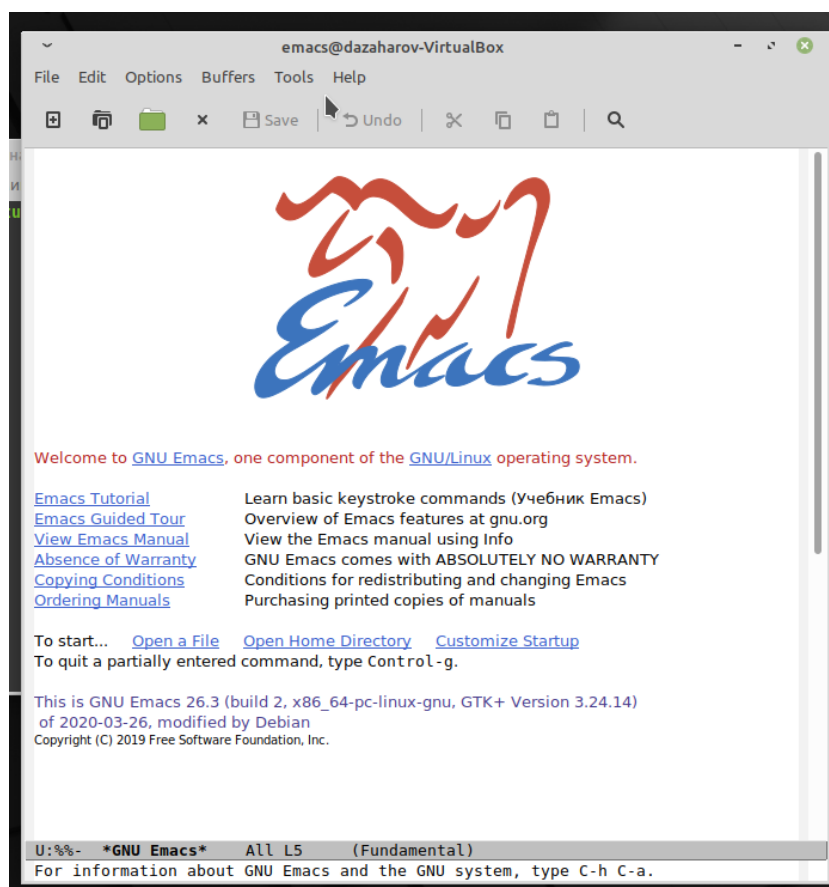 emacs@dazaharov-VirtualBox
File Edit Options Buffers Tools Help
Save Undo
Emacs
Welcome to GNU Emacs, one component of the GNU/Linux operating system.
Emacs Tutorial Learn basic keystroke commands (Учебник Emacs)
Emacs Guided Tour Overview of Emacs features at gnu.org
View Emacs Manual View the Emacs manual using Info
Absence of Warranty GNU Emacs comes with ABSOLUTELY NO WARRANTY
Copying Conditions Conditions for redistributing and changing Emacs
Ordering Manuals Purchasing printed copies of manuals
To start... Open a File Open Home Directory Customize Startup
To quit a partially entered command, type Control-g.
This is GNU Emacs 26.3 (build 2, x86_64-pc-linux-gnu, GTK+ Version 3.24.14)
of 2020-03-26, modified by Debian
Copyright (C) 2019 Free Software Foundation, Inc.
U:%%- *GNU Emacs* All L5 (Fundamental)
For information about GNU Emacs and the GNU system, type C-h C-a.